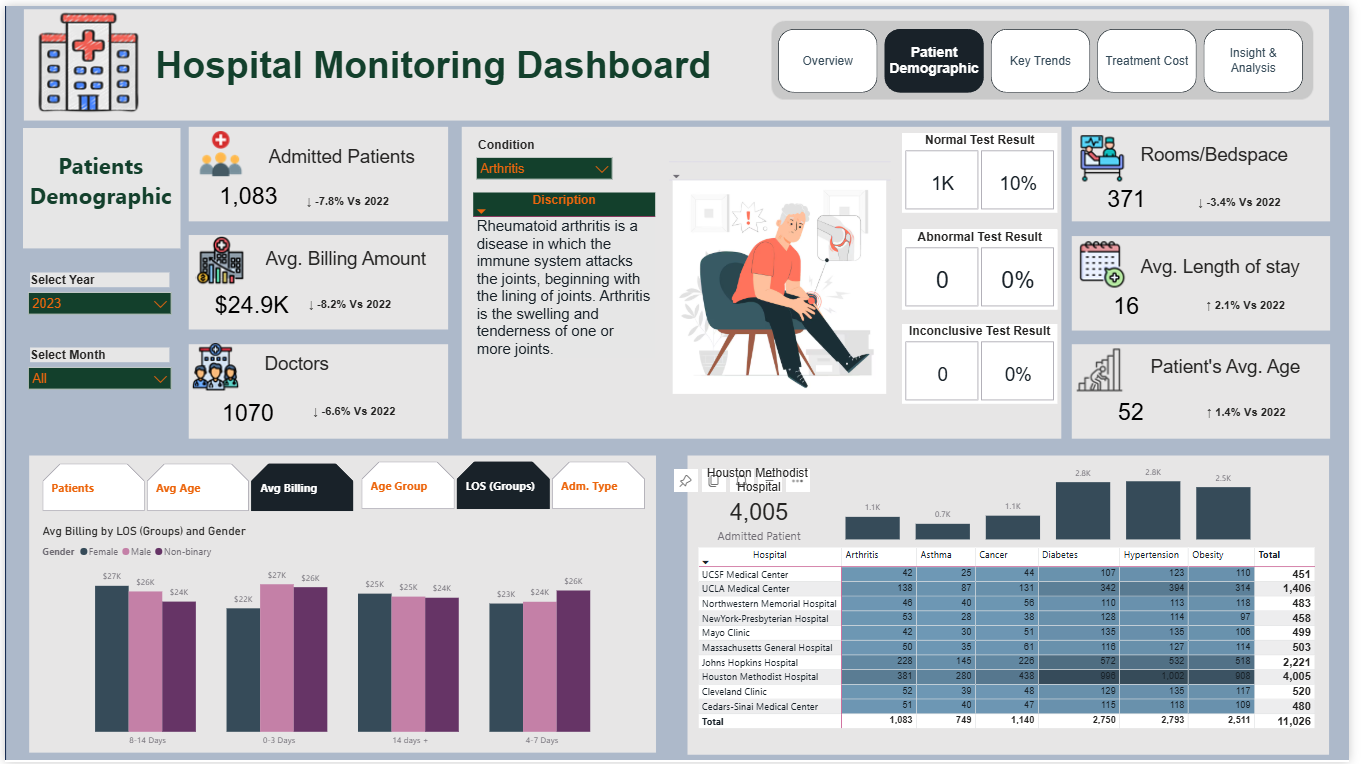 Hospital Monitoring Dashboard
Overview
Patient
Demographic
Key Trends
Treatment Cost
Insight &
Analysis
Patients
Demographic
Select Year
2023
Select Month
All
Admitted Patients
1,083 ↓ -7.8% Vs 2022
Avg. Billing Amount
$24.9K ↓ -8.2% Vs 2022
Doctors
1070 ↓ -6.6% Vs 2022
Condition
Arthritis
Discription
Rheumatoid arthritis is a
disease in which the
immune system attacks
the joints, beginning with
the lining of joints. Arthritis
is the swelling and
tenderness of one or
more joints.
Normal Test Result
1K 10%
Abnormal Test Result
0 0%
Inconclusive Test Result
0 0%
Rooms/Bedspace
371 ↓ -3.4% Vs 2022
Avg. Length of stay
16 ↑ 2.1% Vs 2022
Patient's Avg. Age
52 ↑ 1.4% Vs 2022
Patients
Avg Age
Avg Billing
Age Group
LOS (Groups)
Adm. Type
Avg Billing by LOS (Groups) and Gender
Gender Female Male Non-binary
$27K $26K $24K
$22K $27K $26K
$25K $25K $24K
$23K $24K $26K
8-14 Days 0-3 Days 14 days + 4-7 Days
Houston Methodist
Hospital
4,005
Admitted Patient
1.1K 0.7K 1.1K 2.8K 2.8K 2.5K
Hospital Arthritis Asthma Cancer Diabetes Hypertension Obesity Total
UCSF Medical Center 42 25 44 107 123 110 451
UCLA Medical Center 138 87 131 342 394 314 1,406
Northwestern Memorial Hospital 46 40 56 110 113 118 483
NewYork-Presbyterian Hospital 53 28 38 128 114 97 458
Mayo Clinic 42 30 51 135 135 106 499
Massachusetts General Hospital 50 35 61 116 127 114 503
Johns Hopkins Hospital 228 145 226 572 532 518 2,221
Houston Methodist Hospital 381 280 438 996 1,002 908 4,005
Cleveland Clinic 52 39 48 129 135 117 520
Cedars-Sinai Medical Center 51 40 47 115 118 109 480
Total 1,083 749 1,140 2,750 2,793 2,511 11,026